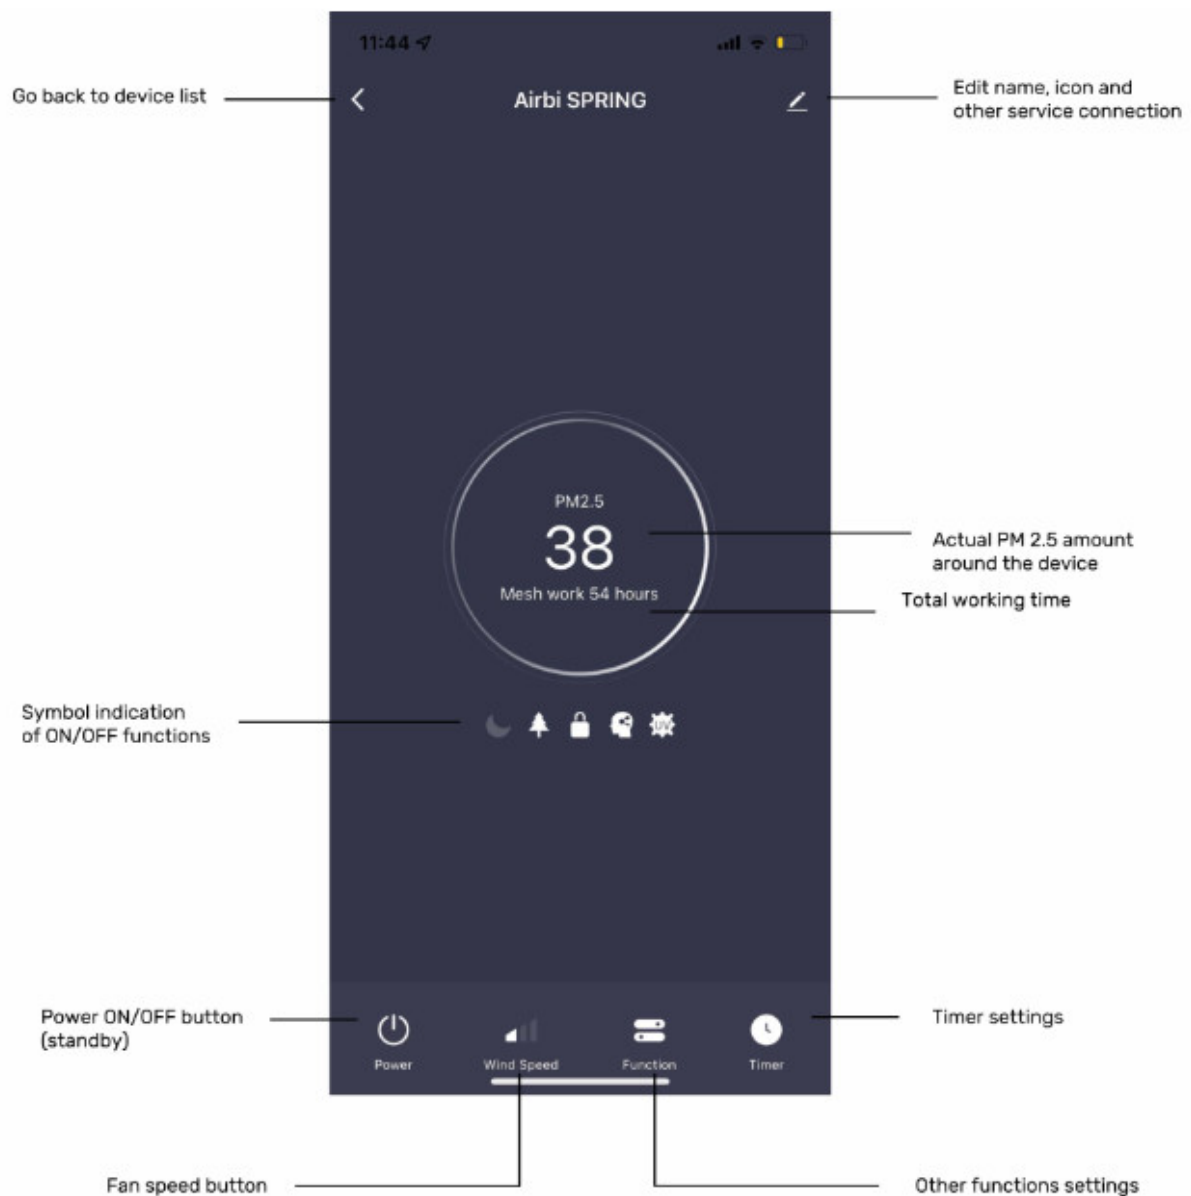 11:44
Go back to device list
Airbi SPRING
Edit name, icon and
other service connection
PM2.5
38
Mesh work 54 hours
Actual PM 2.5 amount
around the device
Total working time
Symbol indication
of ON/OFF functions
UV
Power ON/OFF button
(standby)
Power
Wind Speed
Function
Timer
Timer settings
Fan speed button
Other functions settings